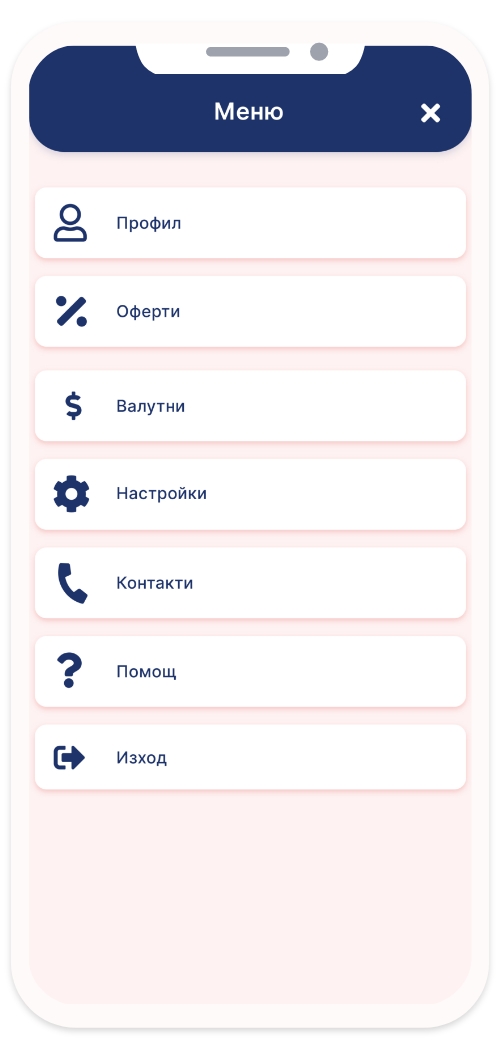 Меню
Профил
Оферти
Валутни
Настройки
Контакти
Помощ
Изход